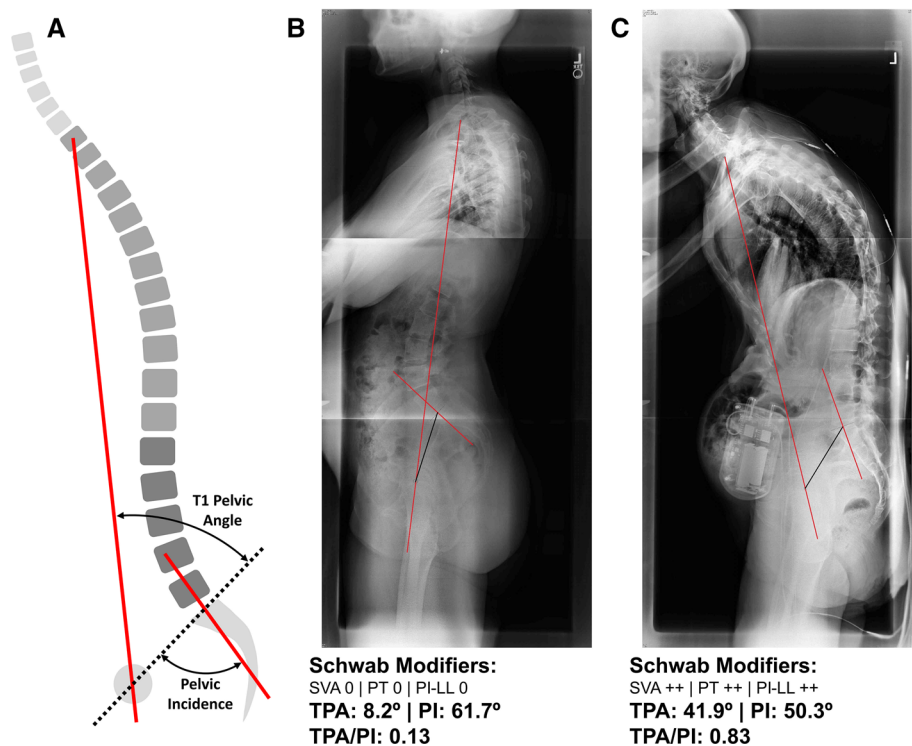 A
B
C
L
T1 Pelvic
Angle
Pelvic
Incidence
Schwab Modifiers:
SVA 0 | PT 0 | PI-LL 0
TPA: 8.2º | PI: 61.7º
TPA/PI: 0.13
Schwab Modifiers:
SVA ++ | PT ++ | PI-LL ++
TPA: 41.9º | PI: 50.3º
TPA/PI: 0.83